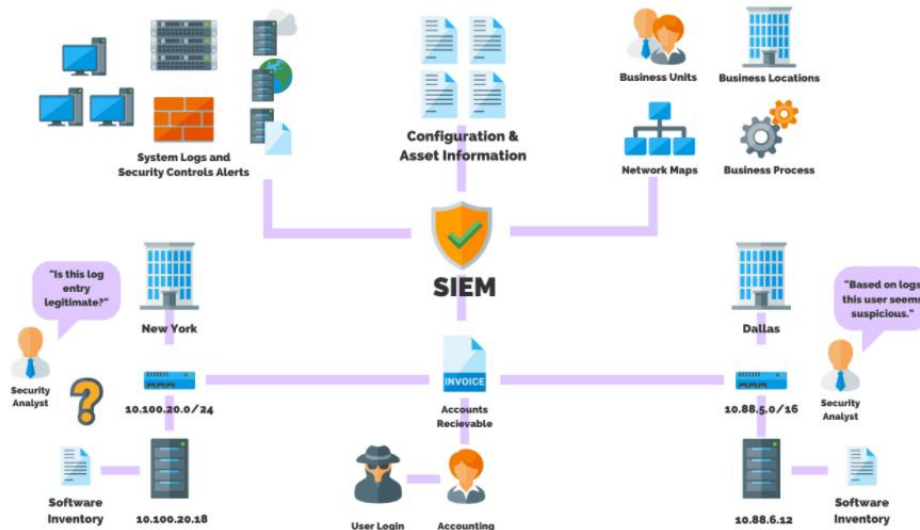 System Logs and
Security Controls Alerts
Configuration &
Asset Information
Business Units
Business Locations
Network Maps
Business Process
SIEM
"Is this log
entry
legitimate?"
New York
Security
Analyst
10.100.20.0/24
Software
Inventory
10.100.20.18
INVOICE
Accounts
Recievable
User Login
Accounting
Dallas
"Based on logs
this user seems
suspicious."
10.88.5.0/16
Security
Analyst
10.88.6.12
Software
Inventory